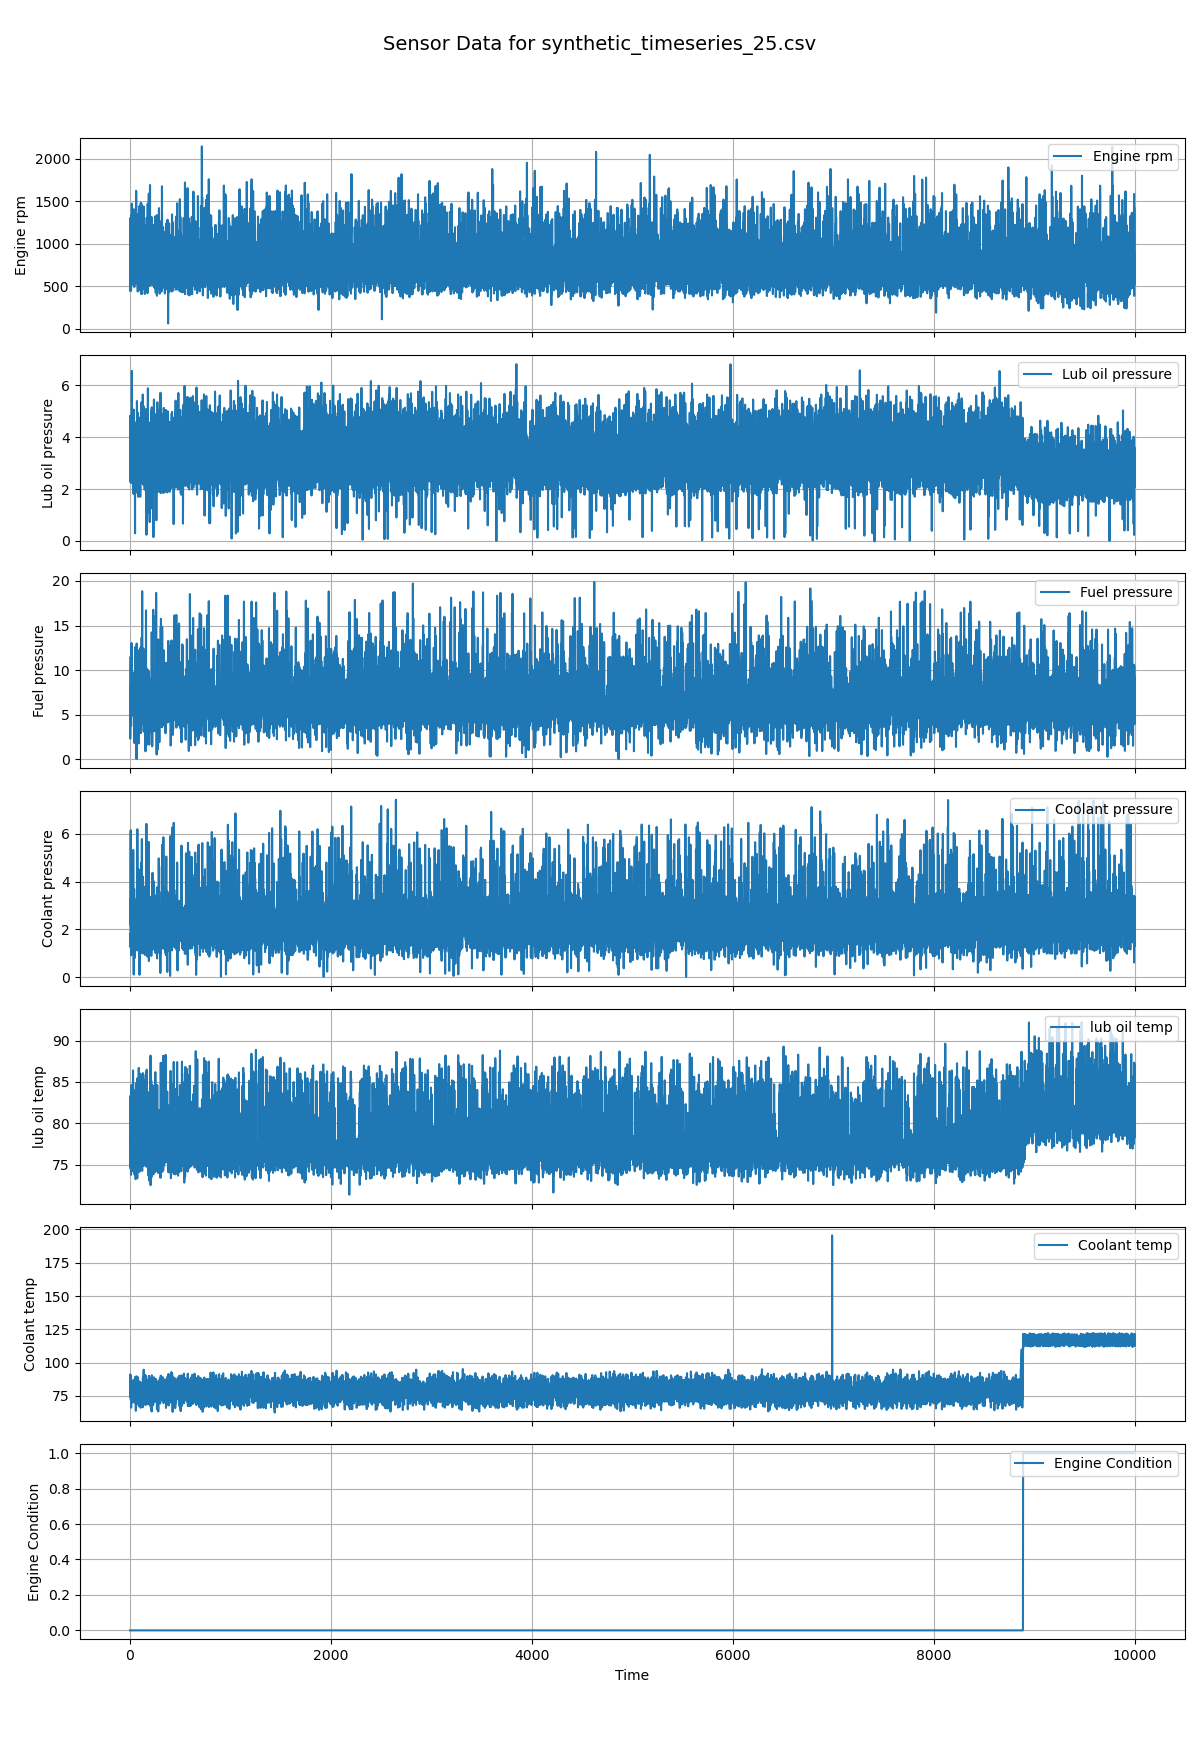 Sensor Data for synthetic_timeseries_25.csv
Engine rpm
2000
1500
1000
500
0
Engine rpm
Lub oil pressure
6
4
2
0
Lub oil pressure
Fuel pressure
20
15
10
5
0
Fuel pressure
Coolant pressure
6
4
2
0
Coolant pressure
lub oil temp
90
85
80
75
lub oil temp
Coolant temp
200
175
150
125
100
75
Coolant temp
Engine Condition
1.0
0.8
0.6
0.4
0.2
0.0
Engine Condition
0 2000 4000 6000 8000 10000
Time